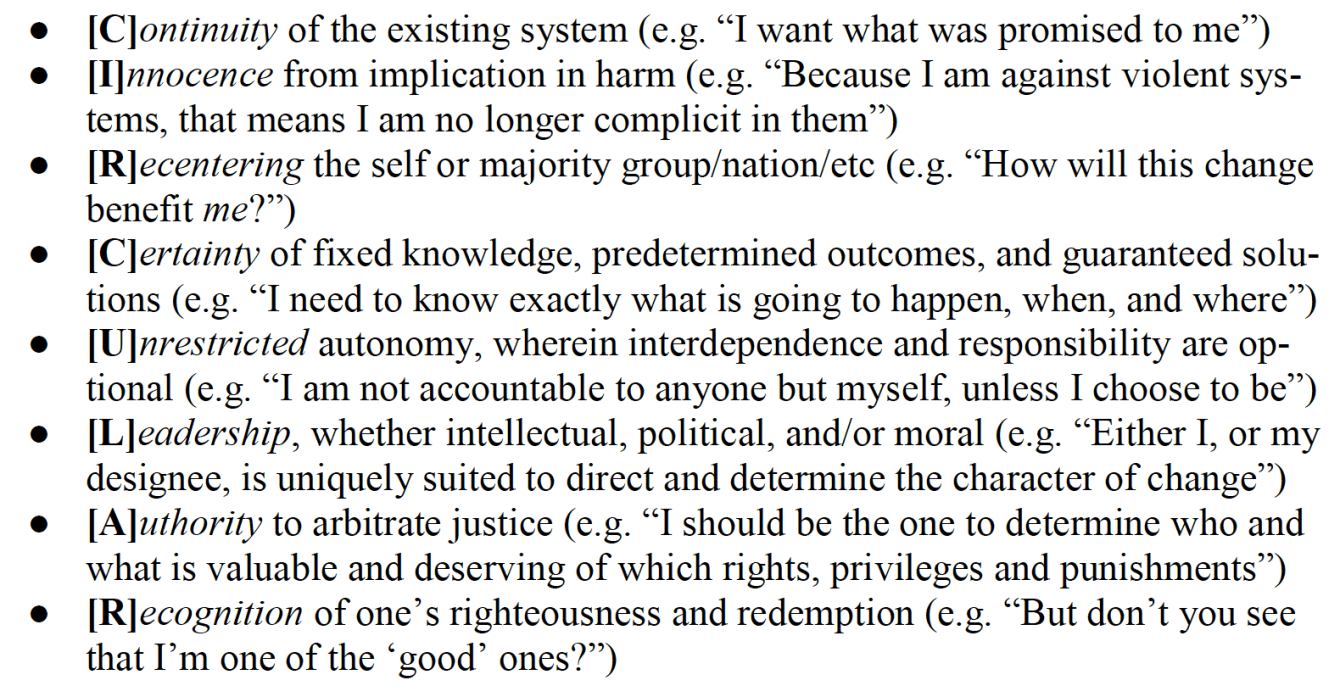 ● [C]ontinuity of the existing system (e.g. “I want what was promised to me”)
● [I]nnocence from implication in harm (e.g. “Because I am against violent sys-
tems, that means I am no longer complicit in them”)
● [R]ecentering the self or majority group/nation/etc (e.g. “How will this change
benefit me?”)
● [C]ertainty of fixed knowledge, predetermined outcomes, and guaranteed solu-
tions (e.g. “I need to know exactly what is going to happen, when, and where”)
● [U]nrestricted autonomy, wherein interdependence and responsibility are op-
tional (e.g. “I am not accountable to anyone but myself, unless I choose to be”)
● [L]eadership, whether intellectual, political, and/or moral (e.g. “Either I, or my
designee, is uniquely suited to direct and determine the character of change”)
● [A]uthority to arbitrate justice (e.g. “I should be the one to determine who and
what is valuable and deserving of which rights, privileges and punishments”)
● [R]ecognition of one’s righteousness and redemption (e.g. “But don’t you see
that I’m one of the ‘good’ ones?”)